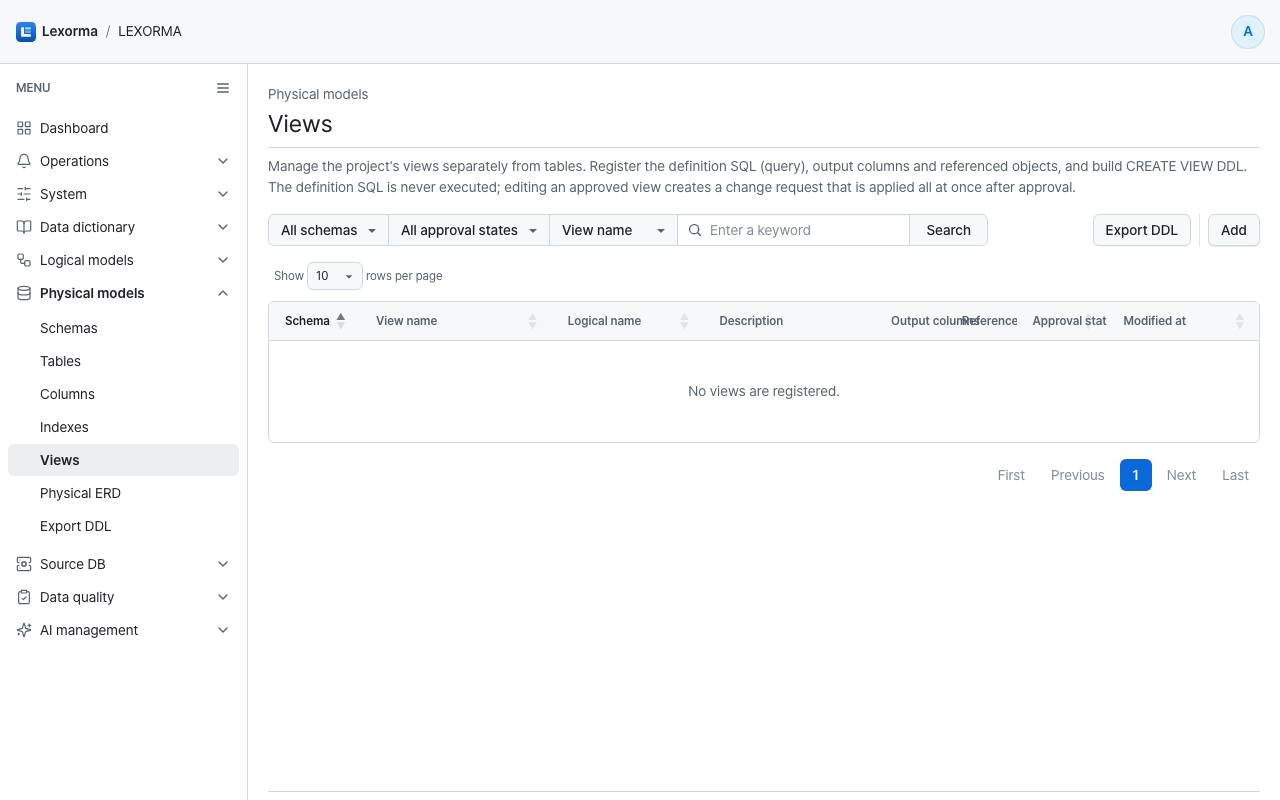 Lexorma / LEXORMA
A
MENU
Dashboard
Operations
System
Data dictionary
Logical models
Physical models
Schemas
Tables
Columns
Indexes
Views
Physical ERD
Export DDL
Source DB
Data quality
AI management
Physical models
Views
Manage the project's views separately from tables. Register the definition SQL (query), output columns and referenced objects, and build CREATE VIEW DDL.
The definition SQL is never executed; editing an approved view creates a change request that is applied all at once after approval.
All schemas All approval states View name Enter a keyword Search Export DDL Add
Show 10 rows per page
Schema View name Logical name Description Output columns Reference Approval stat Modified at
No views are registered.
First Previous 1 Next Last